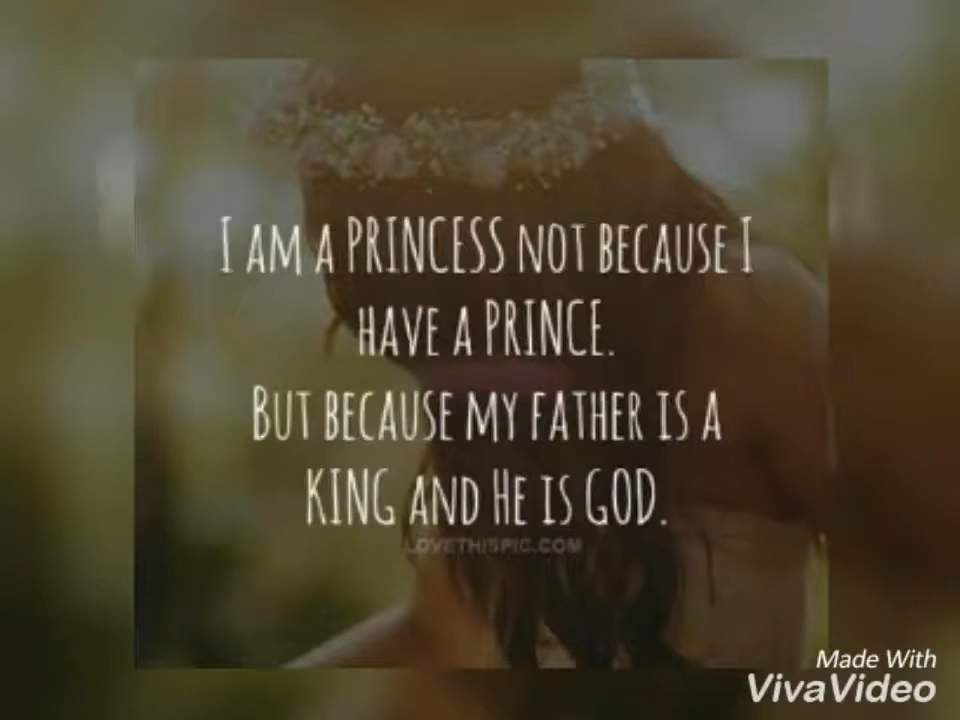 I AM A PRINCESS NOT BECAUSE I
HAVE A PRINCE.
BUT BECAUSE MY FATHER IS A
KING AND HE IS GOD.
LOVETHISPIC.COM
Made With
VivaVideo